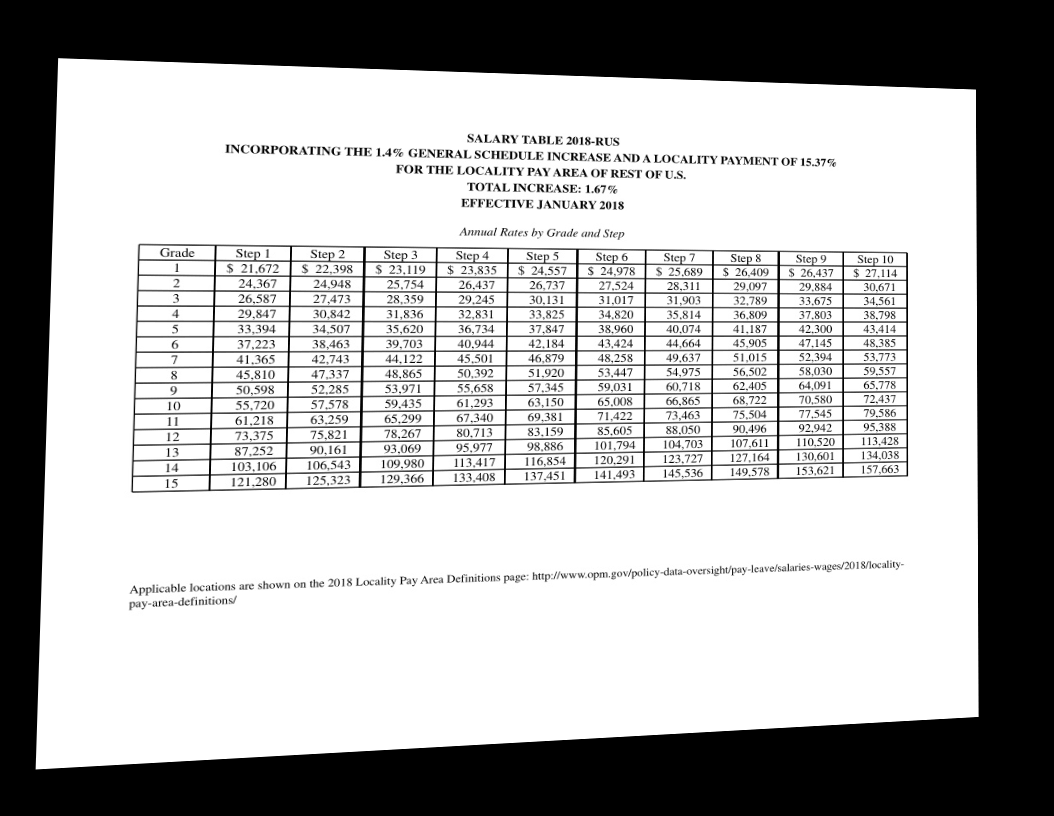 SALARY TABLE 2018-RUS
INCORPORATING THE 1.4% GENERAL SCHEDULE INCREASE AND A LOCALITY PAYMENT OF 15.37%
FOR THE LOCALITY PAY AREA OF REST OF U.S.
TOTAL INCREASE: 1.67%
EFFECTIVE JANUARY 2018
Annual Rates by Grade and Step
Grade Step 1 Step 2 Step 3 Step 4 Step 5 Step 6 Step 7 Step 8 Step 9 Step 10
1 $ 21,672 $ 22,398 $ 23,119 $ 23,835 $ 24,557 $ 24,978 $ 25,689 $ 26,409 $ 26,437 $ 27,114
2 24,367 24,948 25,754 26,437 26,737 27,524 28,311 29,097 29,884 30,671
3 26,587 27,473 28,359 29,245 30,131 31,017 31,903 32,789 33,675 34,561
4 29,847 30,842 31,836 32,831 33,825 34,820 35,814 36,809 37,803 38,798
5 33,394 34,507 35,620 36,734 37,847 38,960 40,074 41,187 42,300 43,414
6 37,223 38,463 39,703 40,944 42,184 43,424 44,664 45,905 47,145 48,385
7 41,365 42,743 44,122 45,501 46,879 48,258 49,637 51,015 52,394 53,773
8 45,810 47,337 48,865 50,392 51,920 53,447 54,975 56,502 58,030 59,557
9 50,598 52,285 53,971 55,658 57,345 59,031 60,718 62,405 64,091 65,778
10 55,720 57,578 59,435 61,293 63,150 65,008 66,865 68,722 70,580 72,437
11 61,218 63,259 65,299 67,340 69,381 71,422 73,463 75,504 77,545 79,586
12 73,375 75,821 78,267 80,713 83,159 85,605 88,050 90,496 92,942 95,388
13 87,252 90,161 93,069 95,977 98,886 101,794 104,703 107,611 110,520 113,428
14 103,106 106,543 109,980 113,417 116,854 120,291 123,727 127,164 130,601 134,038
15 121,280 125,323 129,366 133,408 137,451 141,493 145,536 149,578 153,621 157,663
Applicable locations are shown on the 2018 Locality Pay Area Definitions page: http://www.opm.gov/policy-data-oversight/pay-leave/salaries-wages/2018/locality-
pay-area-definitions/